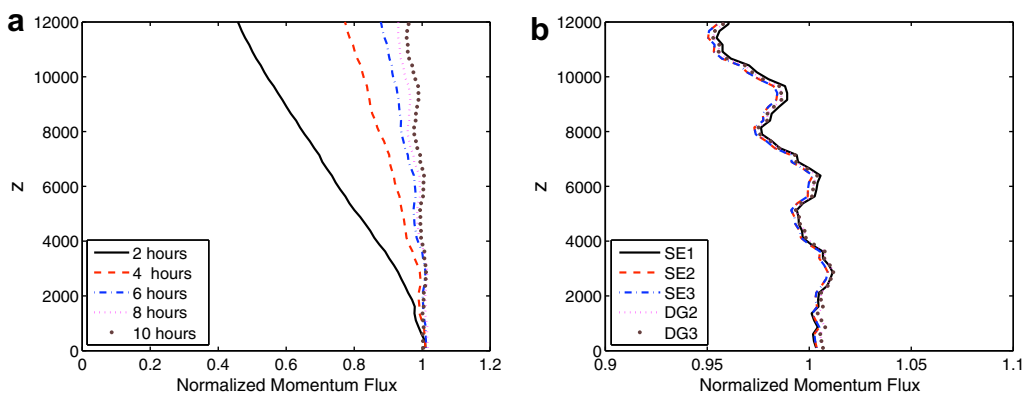 a
12000
10000
8000
6000
4000
2000
0
z
2 hours
4 hours
6 hours
8 hours
10 hours
0 0.2 0.4 0.6 0.8 1 1.2
Normalized Momentum Flux
b
12000
10000
8000
6000
4000
2000
0
z
SE1
SE2
SE3
DG2
DG3
0.9 0.95 1 1.05 1.1
Normalized Momentum Flux